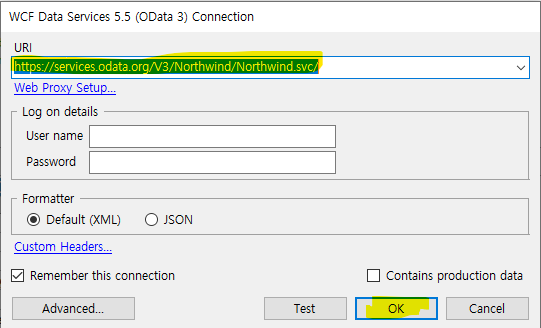 WCF Data Services 5.5 (OData 3) Connection
URI
https://services.odata.org/V3/Northwind/Northwind.svc/
Web Proxy Setup...
Log on details
User name
Password
Formatter
Default (XML) JSON
Custom Headers...
Remember this connection Contains production data
Advanced... Test OK Cancel